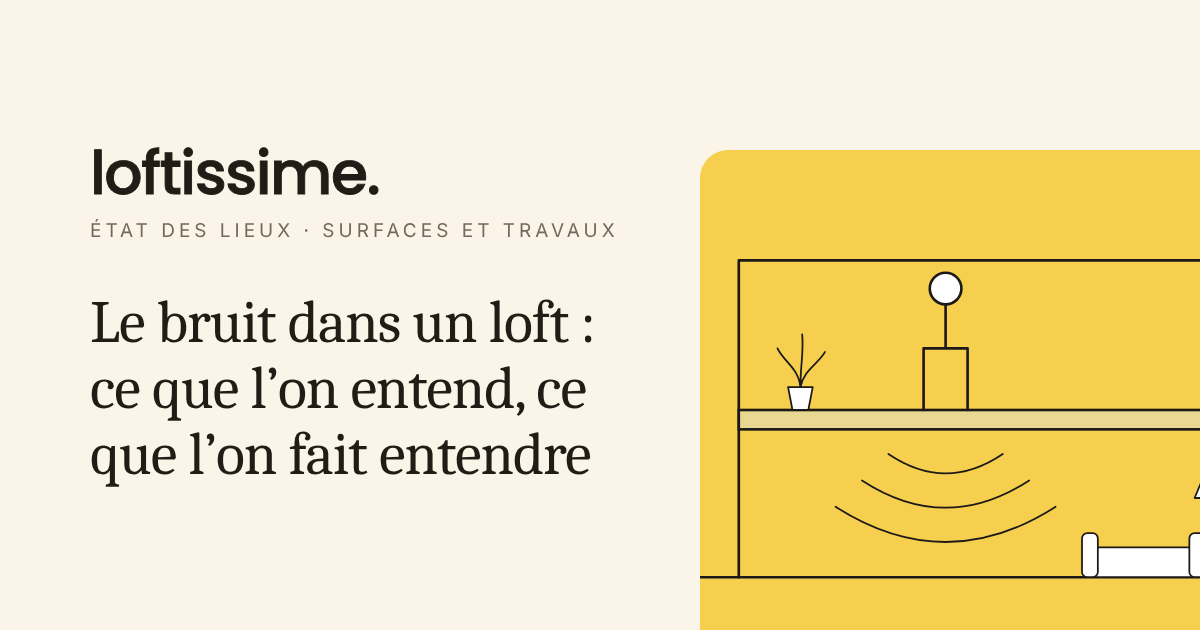 loftissime.
ÉTAT DES LIEUX · SURFACES ET TRAVAUX
Le bruit dans un loft :
ce que l’on entend, ce
que l’on fait entendre